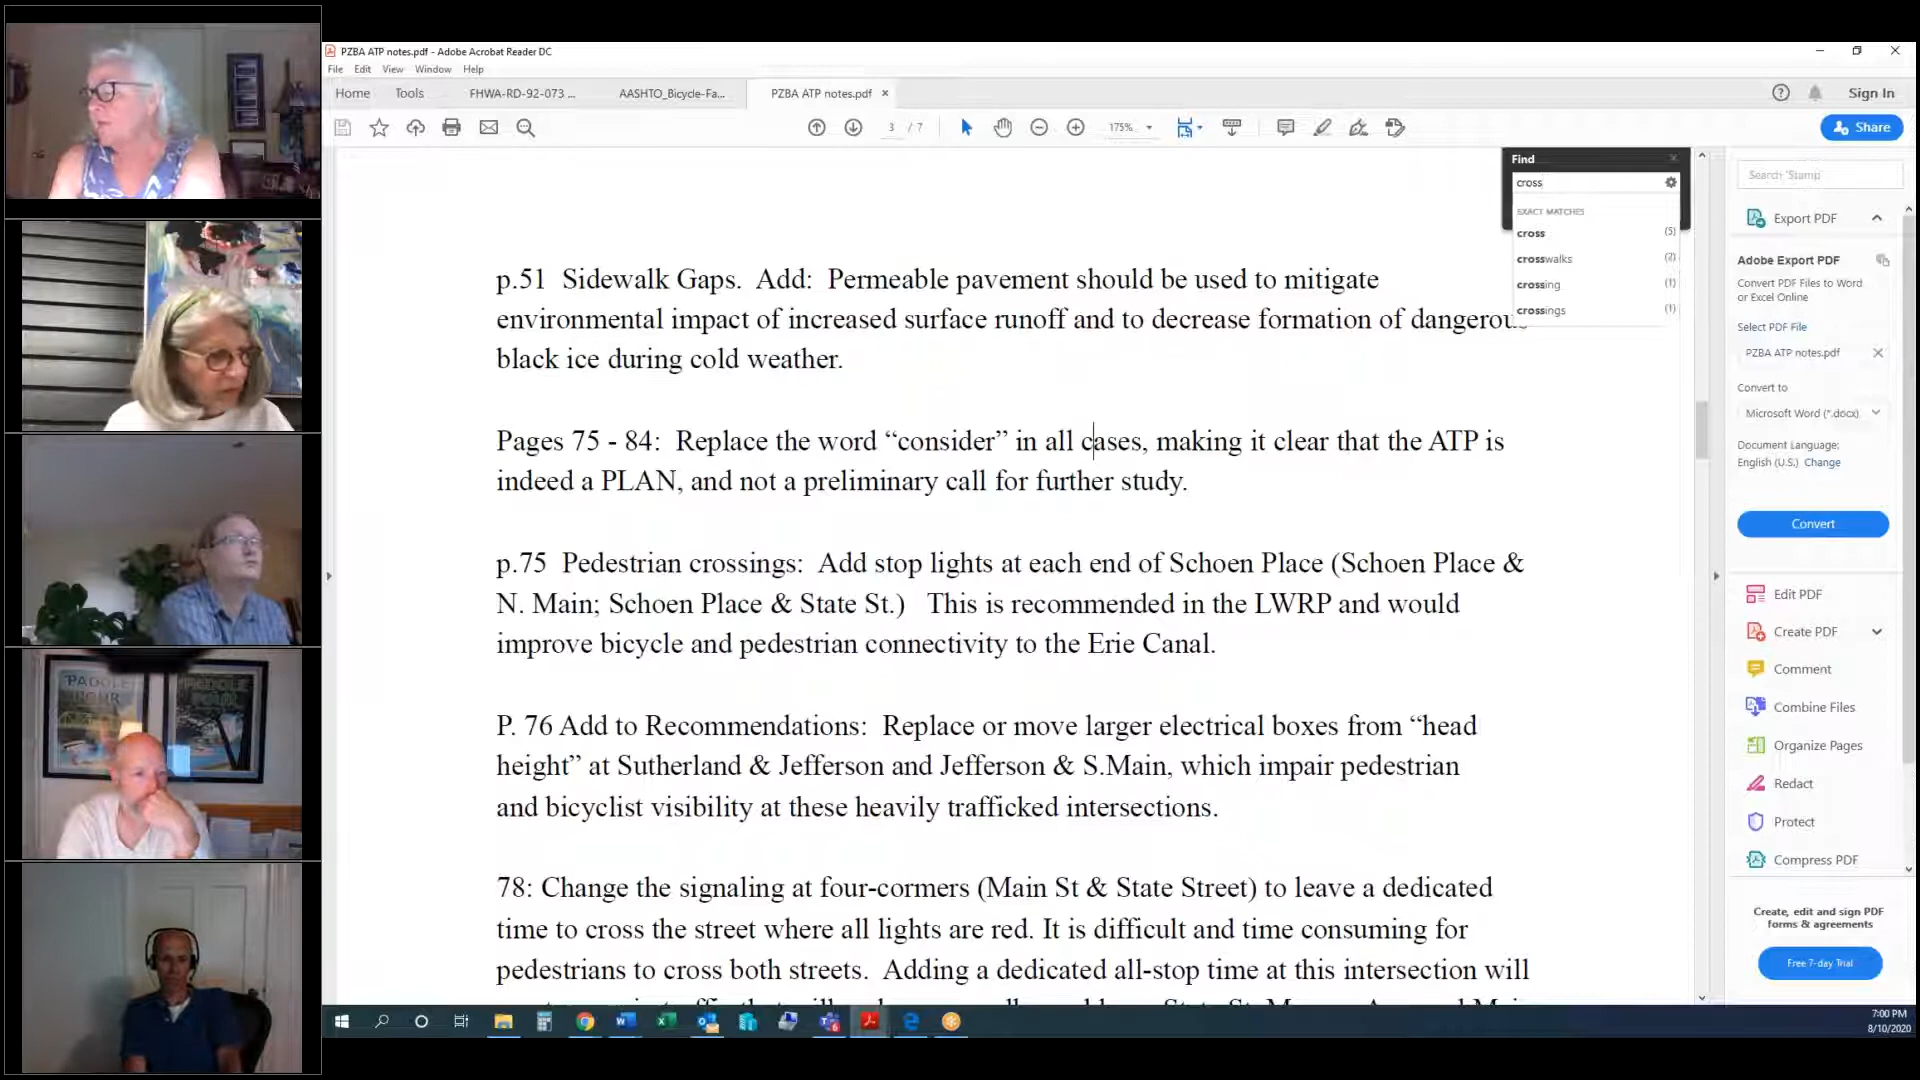 PADDLE
HOUR
PADDLE
PZBA ATP notes.pdf - Adobe Acrobat Reader DC
File Edit View Window Help
Home Tools FHWA-RD-92-073 ... AASHTO_Bicycle-Fa... PZBA ATP notes.pdf ×
Sign In
3 / 7 175%
Share
Find
cross
EXACT MATCHES
cross (5)
crosswalks (2)
crossing (1)
crossings (1)
p.51 Sidewalk Gaps. Add: Permeable pavement should be used to mitigate
environmental impact of increased surface runoff and to decrease formation of dangerous
black ice during cold weather.
Pages 75 - 84: Replace the word “consider” in all cases, making it clear that the ATP is
indeed a PLAN, and not a preliminary call for further study.
p.75 Pedestrian crossings: Add stop lights at each end of Schoen Place (Schoen Place &
N. Main; Schoen Place & State St.) This is recommended in the LWRP and would
improve bicycle and pedestrian connectivity to the Erie Canal.
P. 76 Add to Recommendations: Replace or move larger electrical boxes from “head
height” at Sutherland & Jefferson and Jefferson & S.Main, which impair pedestrian
and bicyclist visibility at these heavily trafficked intersections.
78: Change the signaling at four-cormers (Main St & State Street) to leave a dedicated
time to cross the street where all lights are red. It is difficult and time consuming for
pedestrians to cross both streets. Adding a dedicated all-stop time at this intersection will
Search 'Stamp'
Export PDF
Adobe Export PDF
Convert PDF Files to Word
or Excel Online
Select PDF File
PZBA ATP notes.pdf
Convert to
Microsoft Word (*.docx)
Document Language:
English (U.S.) Change
Convert
Edit PDF
Create PDF
Comment
Combine Files
Organize Pages
Redact
Protect
Compress PDF
Create, edit and sign PDF
forms & agreements
Free 7-day Trial
7:00 PM
8/10/2020